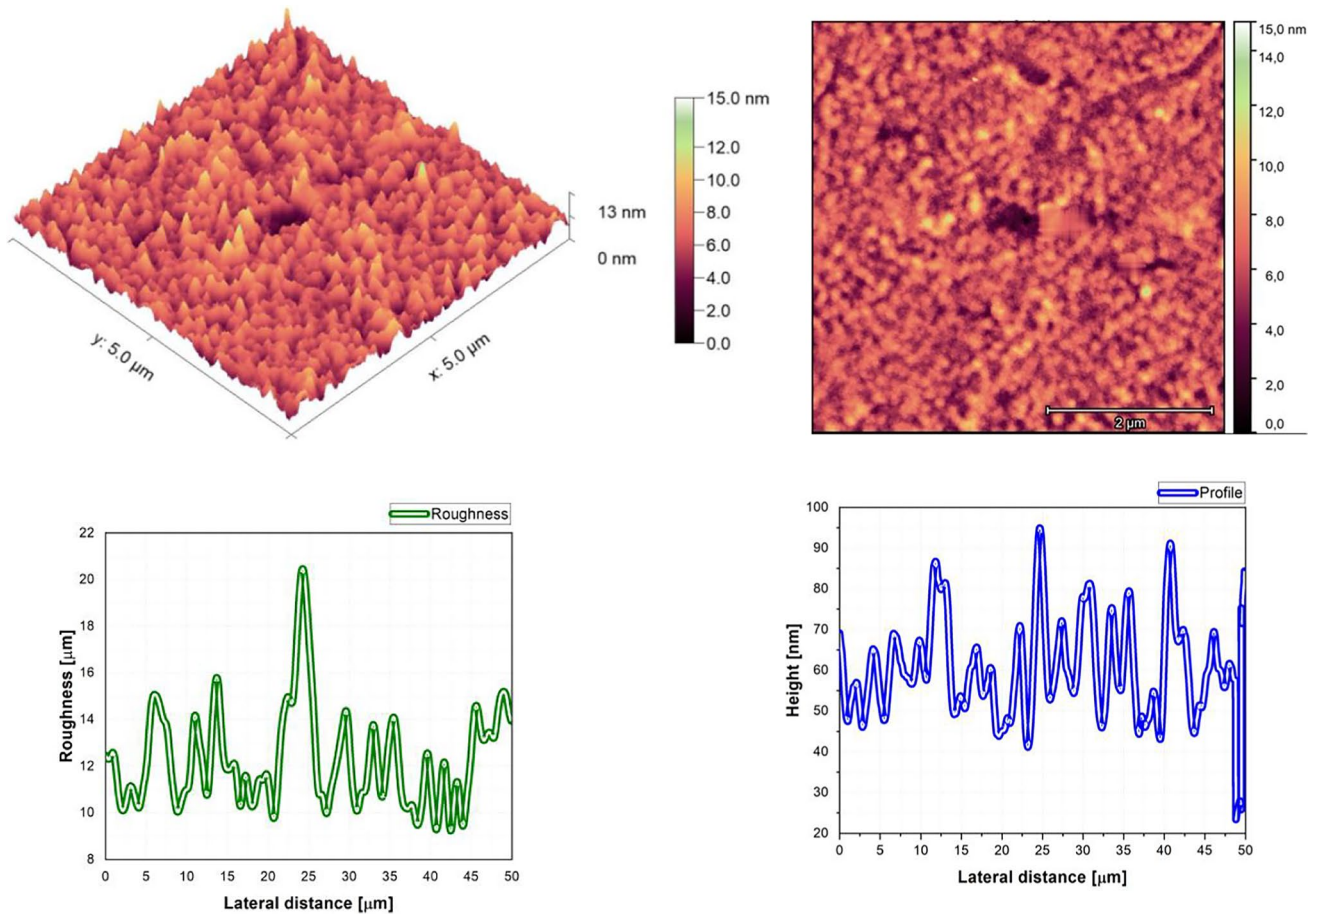 15.0 nm
12.0
10.0
8.0
6.0
4.0
2.0
0.0
13 nm
0 nm
y: 5.0 µm
x: 5.0 µm
15,0 nm
14,0
12,0
10,0
8,0
6,0
4,0
2,0
0,0
2 µm
Roughness
22
20
18
16
14
12
10
8
Roughness [µm]
0 5 10 15 20 25 30 35 40 45 50
Lateral distance [µm]
Profile
100
90
80
70
60
50
40
30
20
Height [nm]
0 5 10 15 20 25 30 35 40 45 50
Lateral distance [µm]